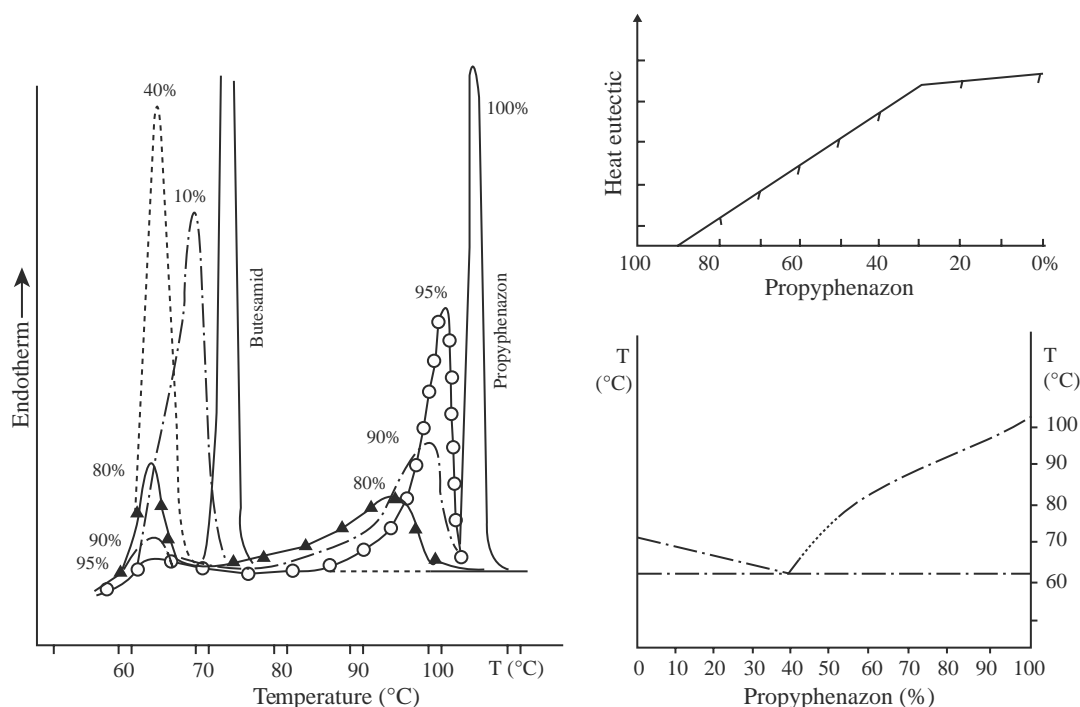 40%
100%
10%
95%
90%
80%
80%
90%
95%
Butesamid
Propyphenazon
Endotherm
60 70 80 90 100 T (°C)
Temperature (°C)
Heat eutectic
100 80 60 40 20 0%
Propyphenazon
T
(°C)
T
(°C)
100
90
80
70
60
0 10 20 30 40 50 60 70 80 90 100
Propyphenazon (%)